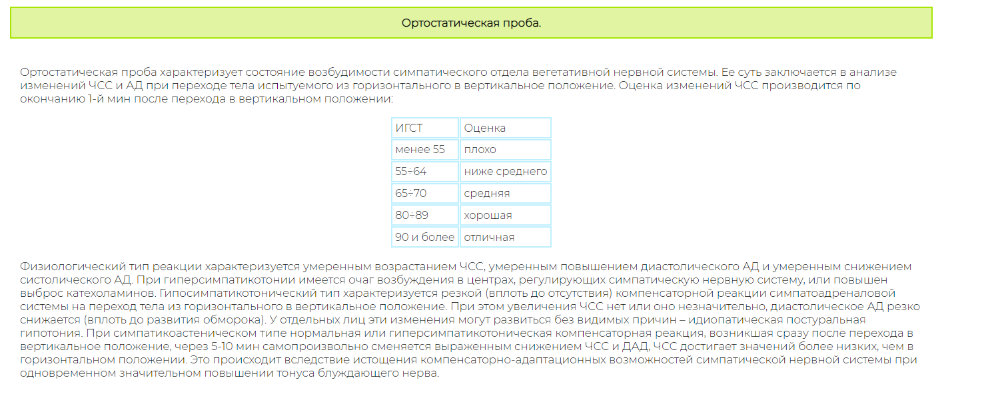 Ортостатическая проба.
Ортостатическая проба характеризует состояние возбудимости симпатического отдела вегетативной нервной системы. Ее суть заключается в анализе
изменений ЧСС и АД при переходе тела испытуемого из горизонтального в вертикальное положение. Оценка изменений ЧСС производится по
окончанию 1-й мин после перехода в вертикальном положении:
ИГСТ Оценка
менее 55 плохо
55÷64 ниже среднего
65÷70 средняя
80÷89 хорошая
90 и более отличная
Физиологический тип реакции характеризуется умеренным возрастанием ЧСС, умеренным повышением диастолического АД и умеренным снижением
систолического АД. При гиперсимпатикотонии имеется очаг возбуждения в центрах, регулирующих симпатическую нервную систему, или повышен
выброс катехоламинов. Гипосимпатикотонический тип характеризуется резкой (вплоть до отсутствия) компенсаторной реакции симпатоадреналовой
системы на переход тела из горизонтального в вертикальное положение. При этом увеличения ЧСС нет или оно незначительно, диастолическое АД резко
снижается (вплоть до развития обморока). У отдельных лиц эти изменения могут развиться без видимых причин – идиопатическая постуральная
гипотония. При симпатикоастеническом типе нормальная или гиперсимпатикотоническая компенсаторная реакция, возникшая сразу после перехода в
вертикальное положение, через 5-10 мин самопроизвольно сменяется выраженным снижением ЧСС и ДАД, ЧСС достигает значений более низких, чем в
горизонтальном положении. Это происходит вследствие истощения компенсаторно-адаптационных возможностей симпатической нервной системы при
одновременном значительном повышении тонуса блуждающего нерва.